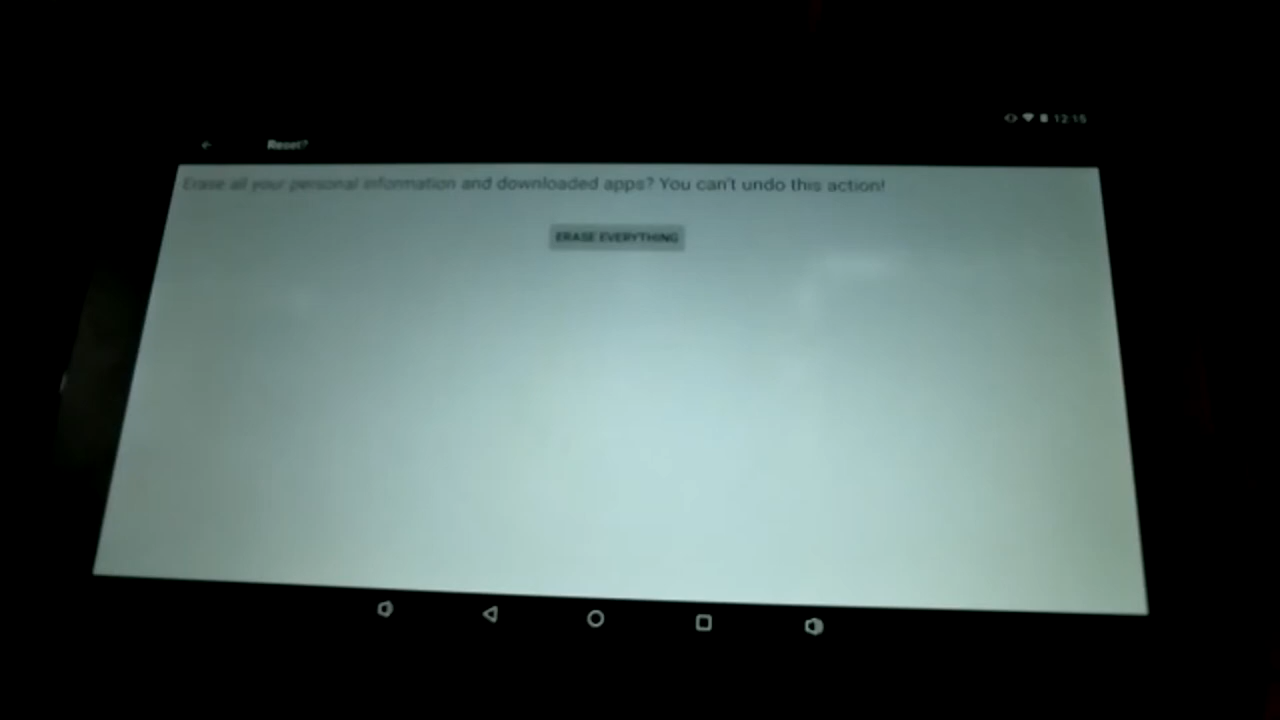 12:15
Reset?
Erase all your personal information and downloaded apps? You can't undo this action!
ERASE EVERYTHING